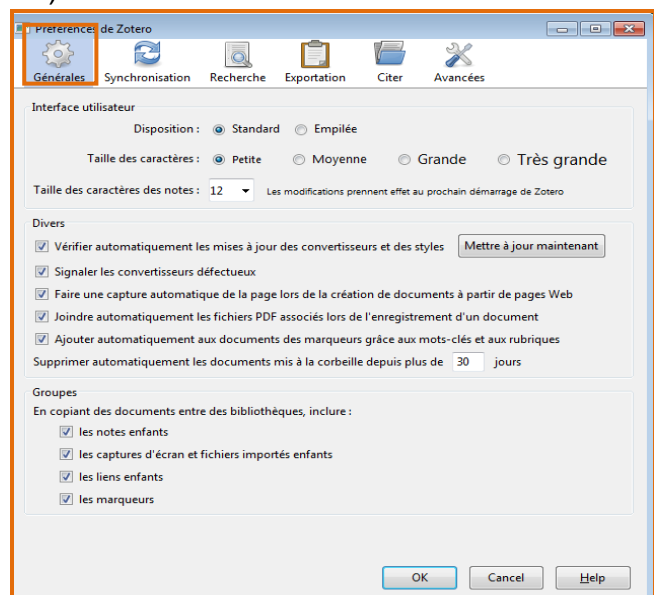 Préférences de Zotero
Générales Synchronisation Recherche Exportation Citer Avancées
Interface utilisateur
Disposition : Standard Empilée
Taille des caractères : Petite Moyenne Grande Très grande
Taille des caractères des notes : 12 Les modifications prennent effet au prochain démarrage de Zotero
Divers
Vérifier automatiquement les mises à jour des convertisseurs et des styles Mettre à jour maintenant
Signaler les convertisseurs défectueux
Faire une capture automatique de la page lors de la création de documents à partir de pages Web
Joindre automatiquement les fichiers PDF associés lors de l'enregistrement d'un document
Ajouter automatiquement aux documents des marqueurs grâce aux mots-clés et aux rubriques
Supprimer automatiquement les documents mis à la corbeille depuis plus de 30 jours
Groupes
En copiant des documents entre des bibliothèques, inclure :
les notes enfants
les captures d'écran et fichiers importés enfants
les liens enfants
les marqueurs
OK Cancel Help